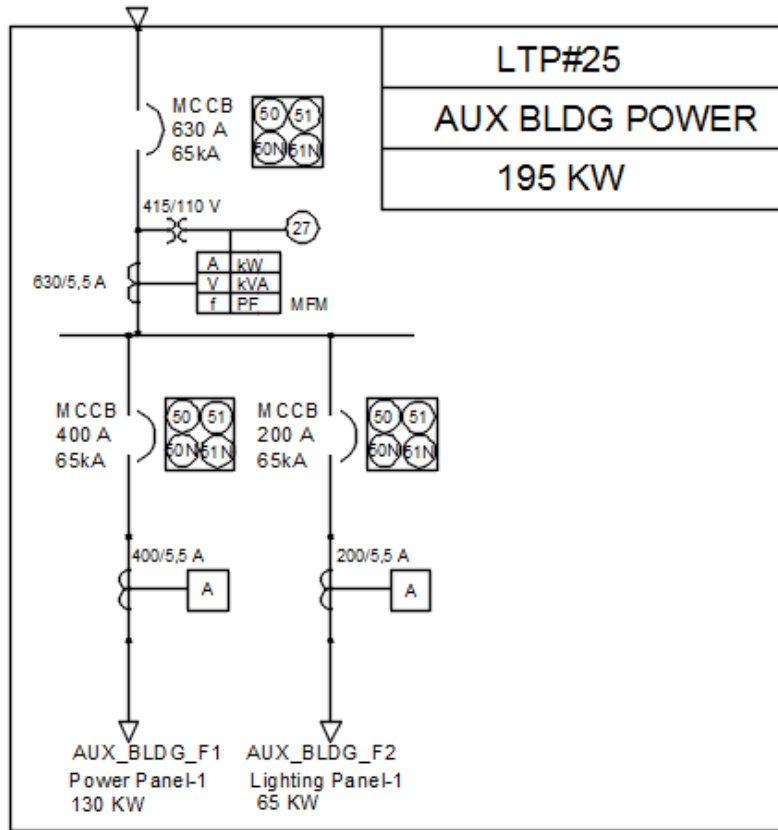 LTP#25
AUX BLDG POWER
195 KW
MCCB
630 A
65kA
50 51
50N 51N
415/110 V
27
630/5,5 A
A kW
V kVA
f PF
MFM
MCCB
400 A
65kA
50 51
50N 51N
MCCB
200 A
65kA
50 51
50N 51N
400/5,5 A
A
200/5,5 A
A
AUX_BLDG_F1
Power Panel-1
130 KW
AUX_BLDG_F2
Lighting Panel-1
65 KW